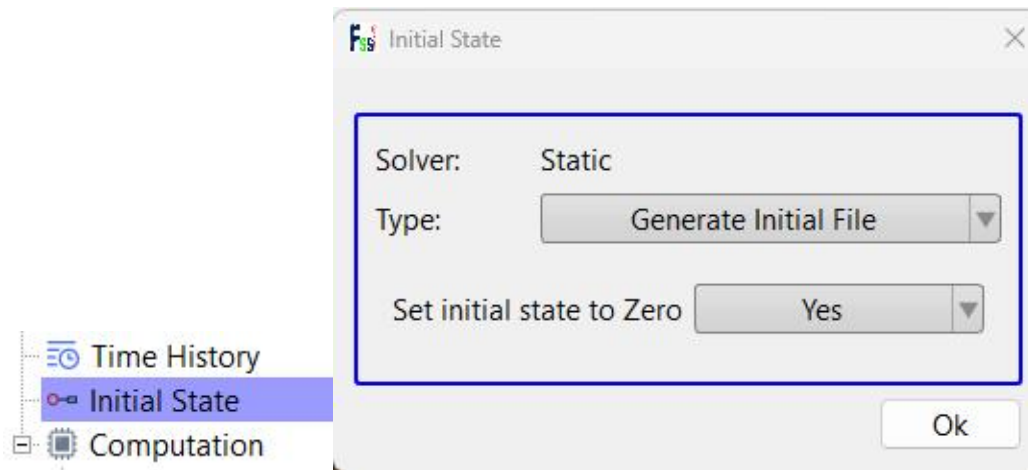 Fssi Initial State
Solver: Static
Type: Generate Initial File
Set initial state to Zero Yes
Time History
Initial State
Computation
Ok